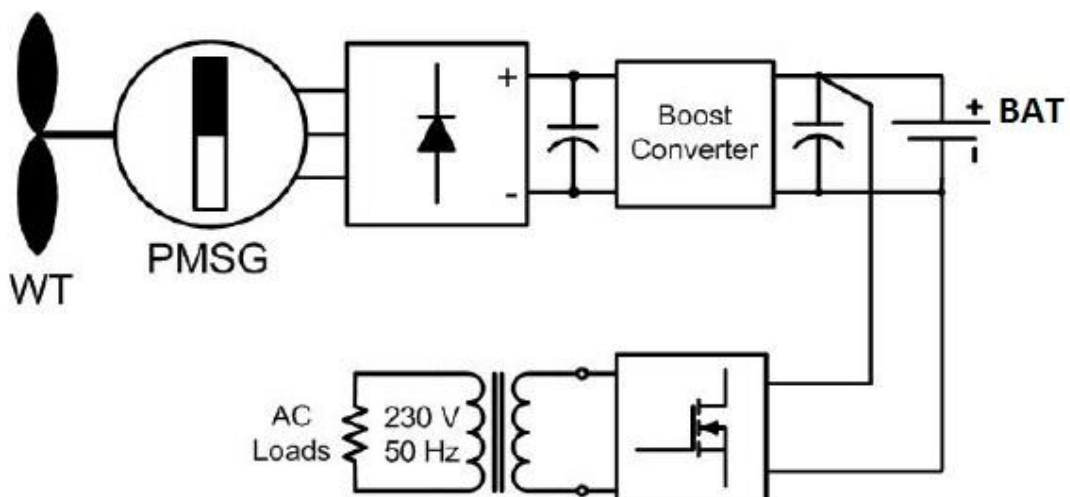 +
-
Boost
Converter
+
-
BAT
PMSG
WT
AC
Loads
230 V
50 Hz